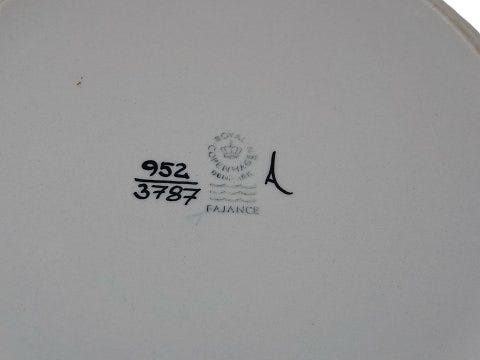 952
3787
ROYAL
COPENHAGEN
DENMARK
FAJANCE
A